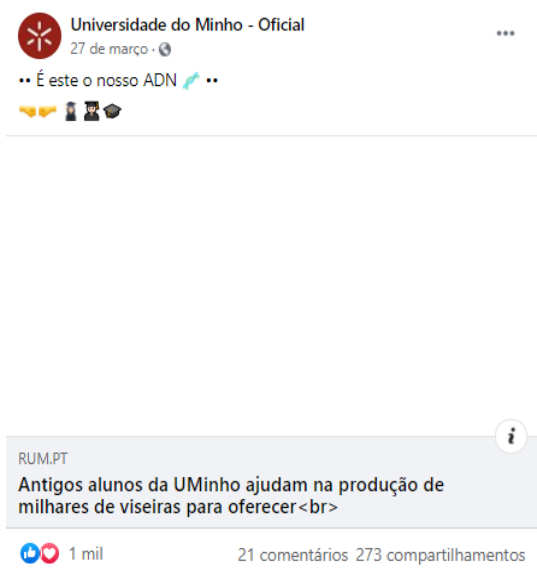 Universidade do Minho - Oficial
27 de março ·
•• É este o nosso ADN 🧬 ••
🤜🤛 👩🏻‍🎓👨🏻‍🎓🎓
RUM.PT
Antigos alunos da UMinho ajudam na produção de
milhares de viseiras para oferecer<br>
1 mil
21 comentários 273 compartilhamentos